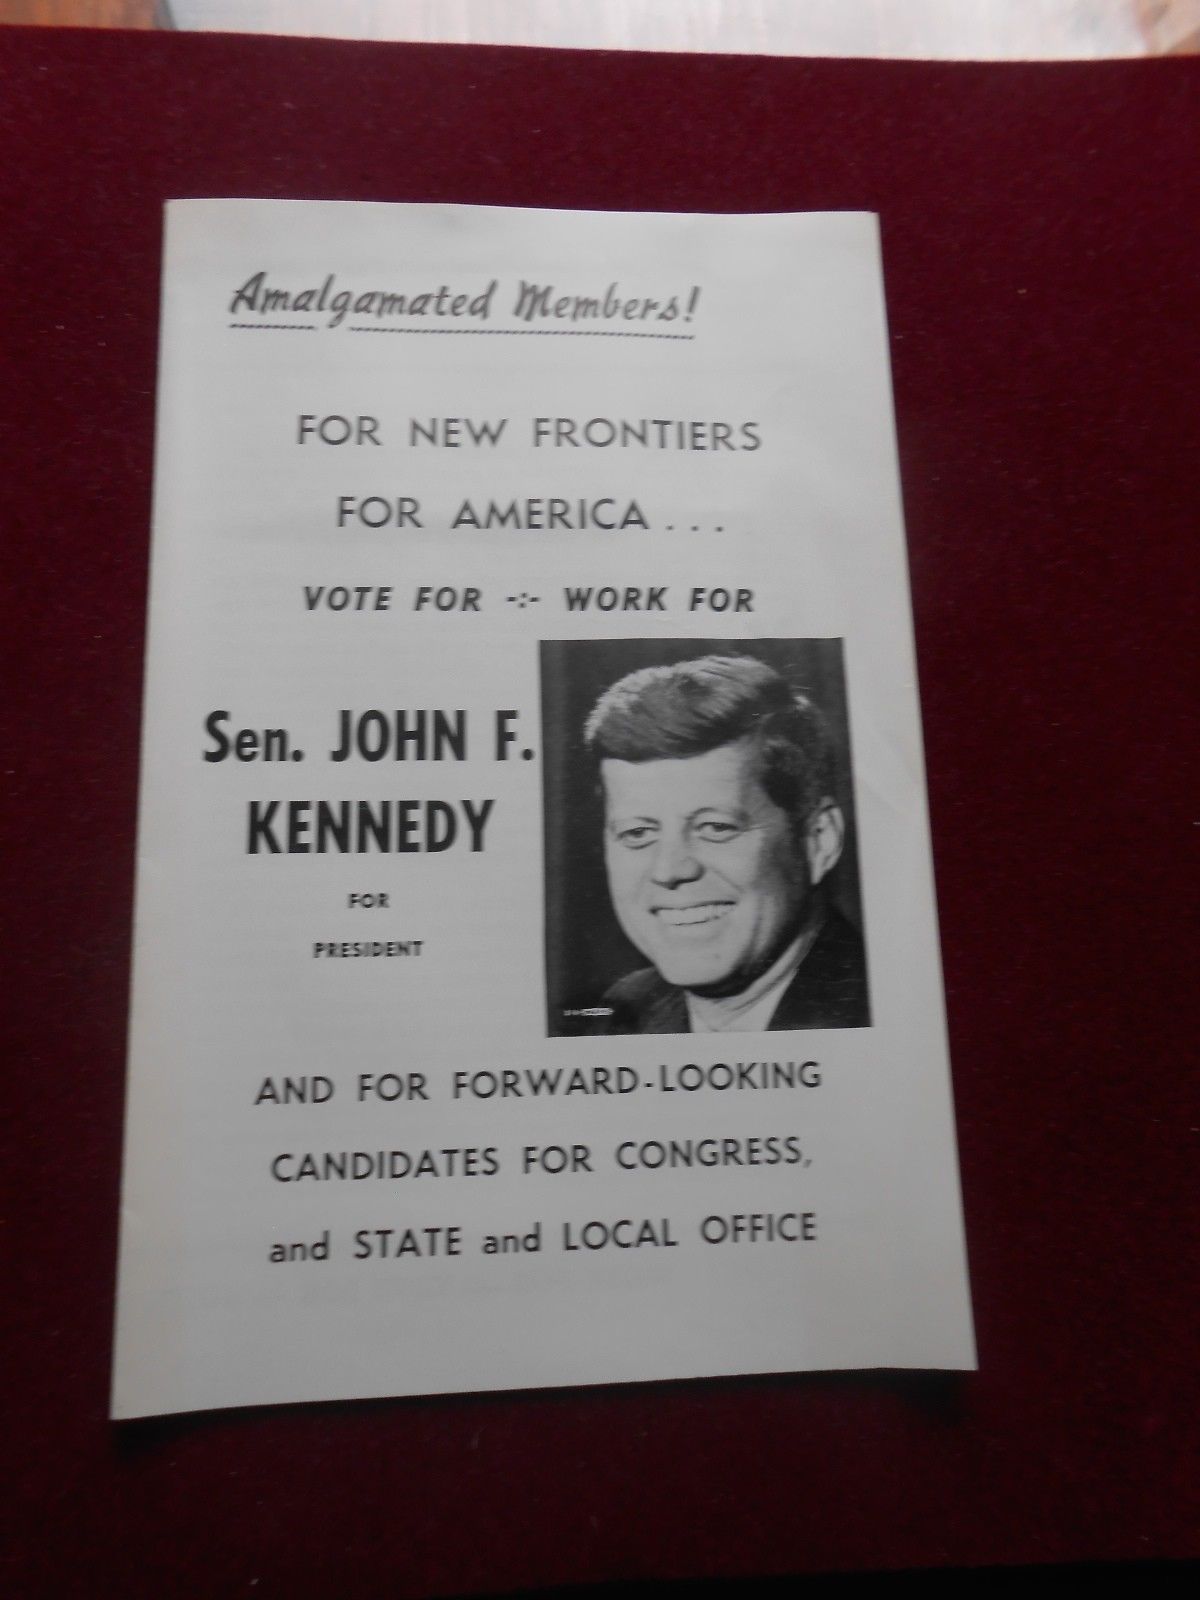 Amalgamated Members!
FOR NEW FRONTIERS
FOR AMERICA . . .
VOTE FOR -:- WORK FOR
Sen. JOHN F.
KENNEDY
FOR
PRESIDENT
AND FOR FORWARD-LOOKING
CANDIDATES FOR CONGRESS,
and STATE and LOCAL OFFICE